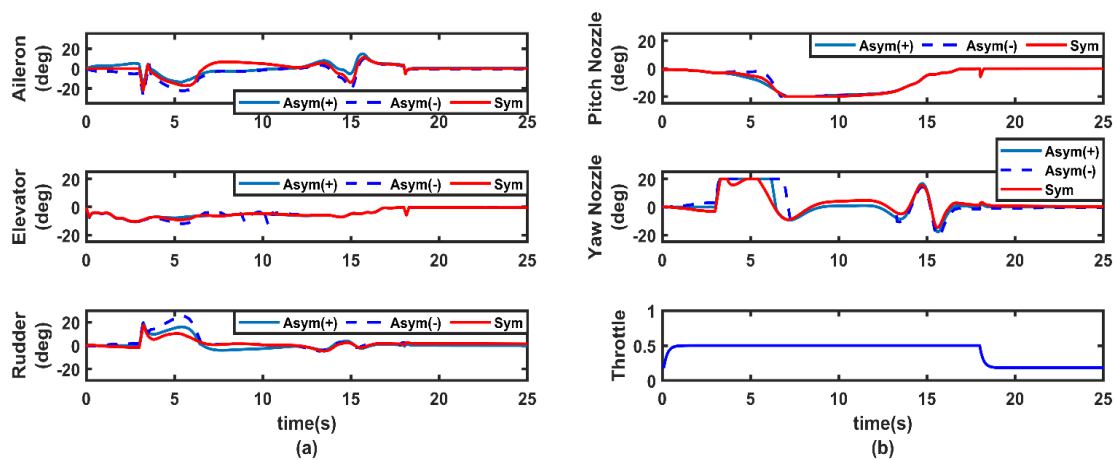 Aileron
(deg)
20
0
-20
Asym(+) Asym(-) Sym
0 5 10 15 20 25
Elevator
(deg)
20
0
-20
Asym(+) Asym(-) Sym
0 5 10 15 20 25
Rudder
(deg)
20
0
-20
Asym(+) Asym(-) Sym
0 5 10 15 20 25
time(s)
(a)
Pitch Nozzle
(deg)
20
0
-20
Asym(+) Asym(-) Sym
0 5 10 15 20 25
Yaw Nozzle
(deg)
20
0
-20
Asym(+)
Asym(-)
Sym
0 5 10 15 20 25
Throttle
1
0.5
0
0 5 10 15 20 25
time(s)
(b)